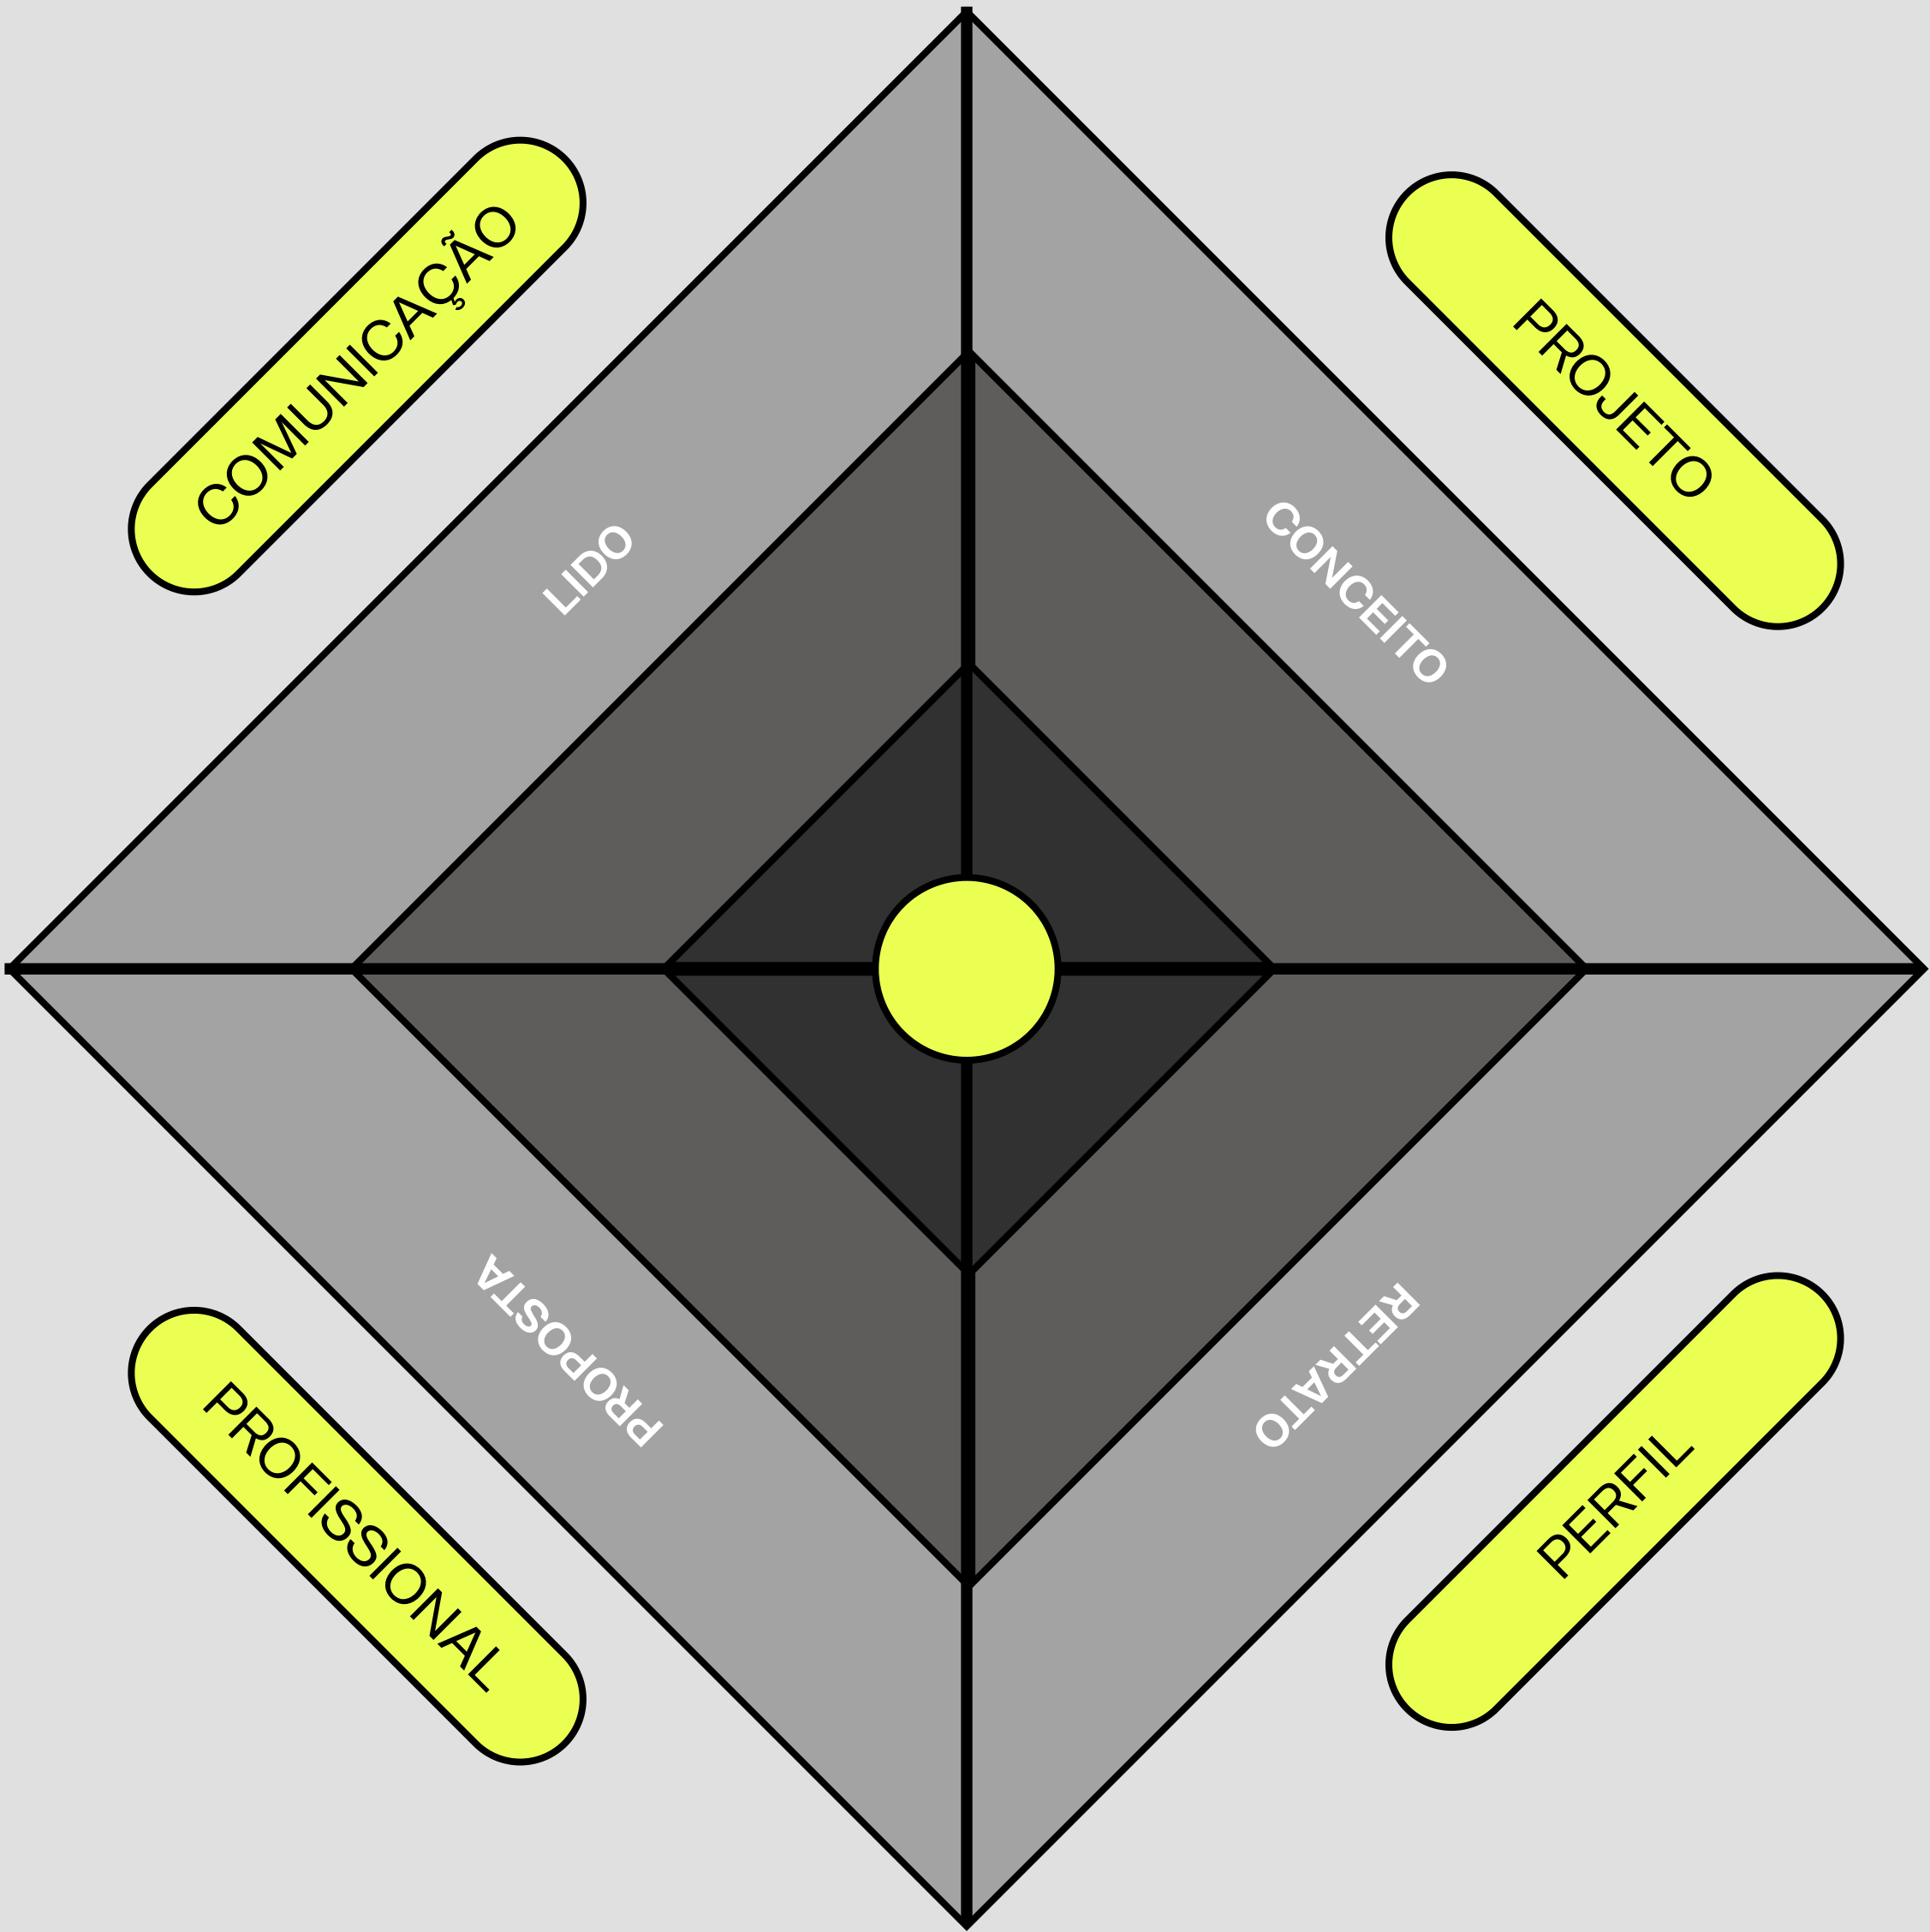 COMUNICAÇÃO
PROJETO
LIDO
CONCEITO
PROPOSTA
RETRATO
PROFISSIONAL
PERFIL